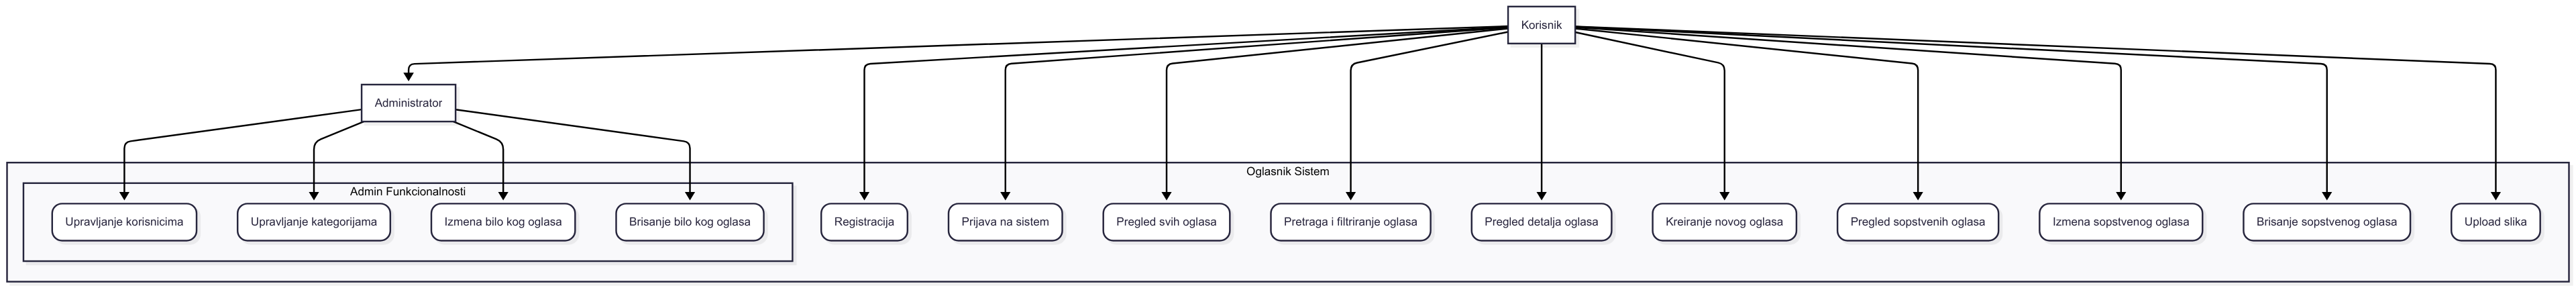 Korisnik
Administrator
Oglasnik Sistem
Admin Funkcionalnosti
Upravljanje korisnicima
Upravljanje kategorijama
Izmena bilo kog oglasa
Brisanje bilo kog oglasa
Registracija
Prijava na sistem
Pregled svih oglasa
Pretraga i filtriranje oglasa
Pregled detalja oglasa
Kreiranje novog oglasa
Pregled sopstvenih oglasa
Izmena sopstvenog oglasa
Brisanje sopstvenog oglasa
Upload slika